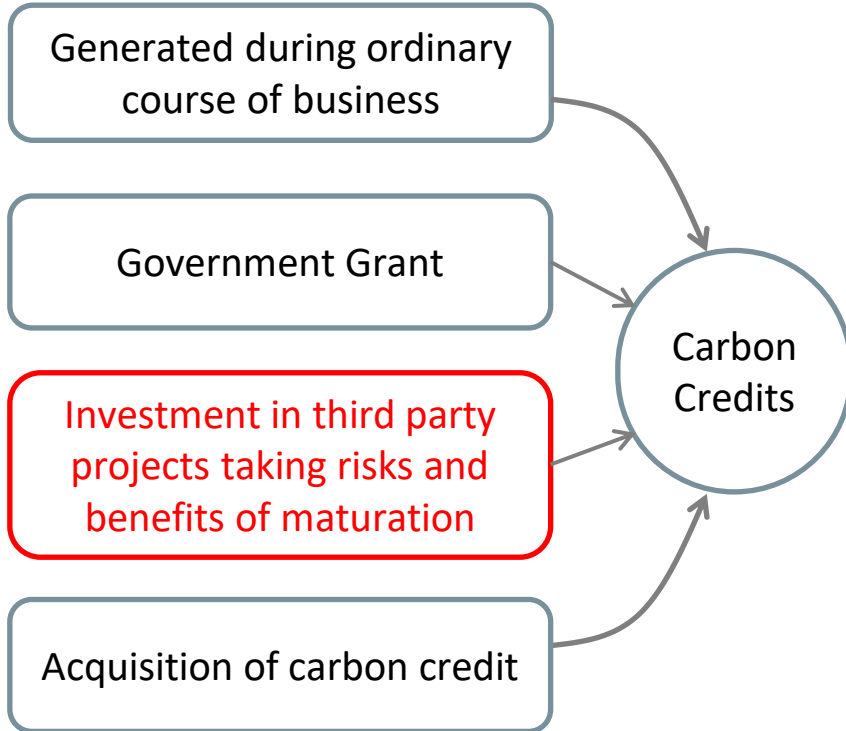 Generated during ordinary
course of business
Government Grant
Investment in third party
projects taking risks and
benefits of maturation
Acquisition of carbon credit
Carbon
Credits